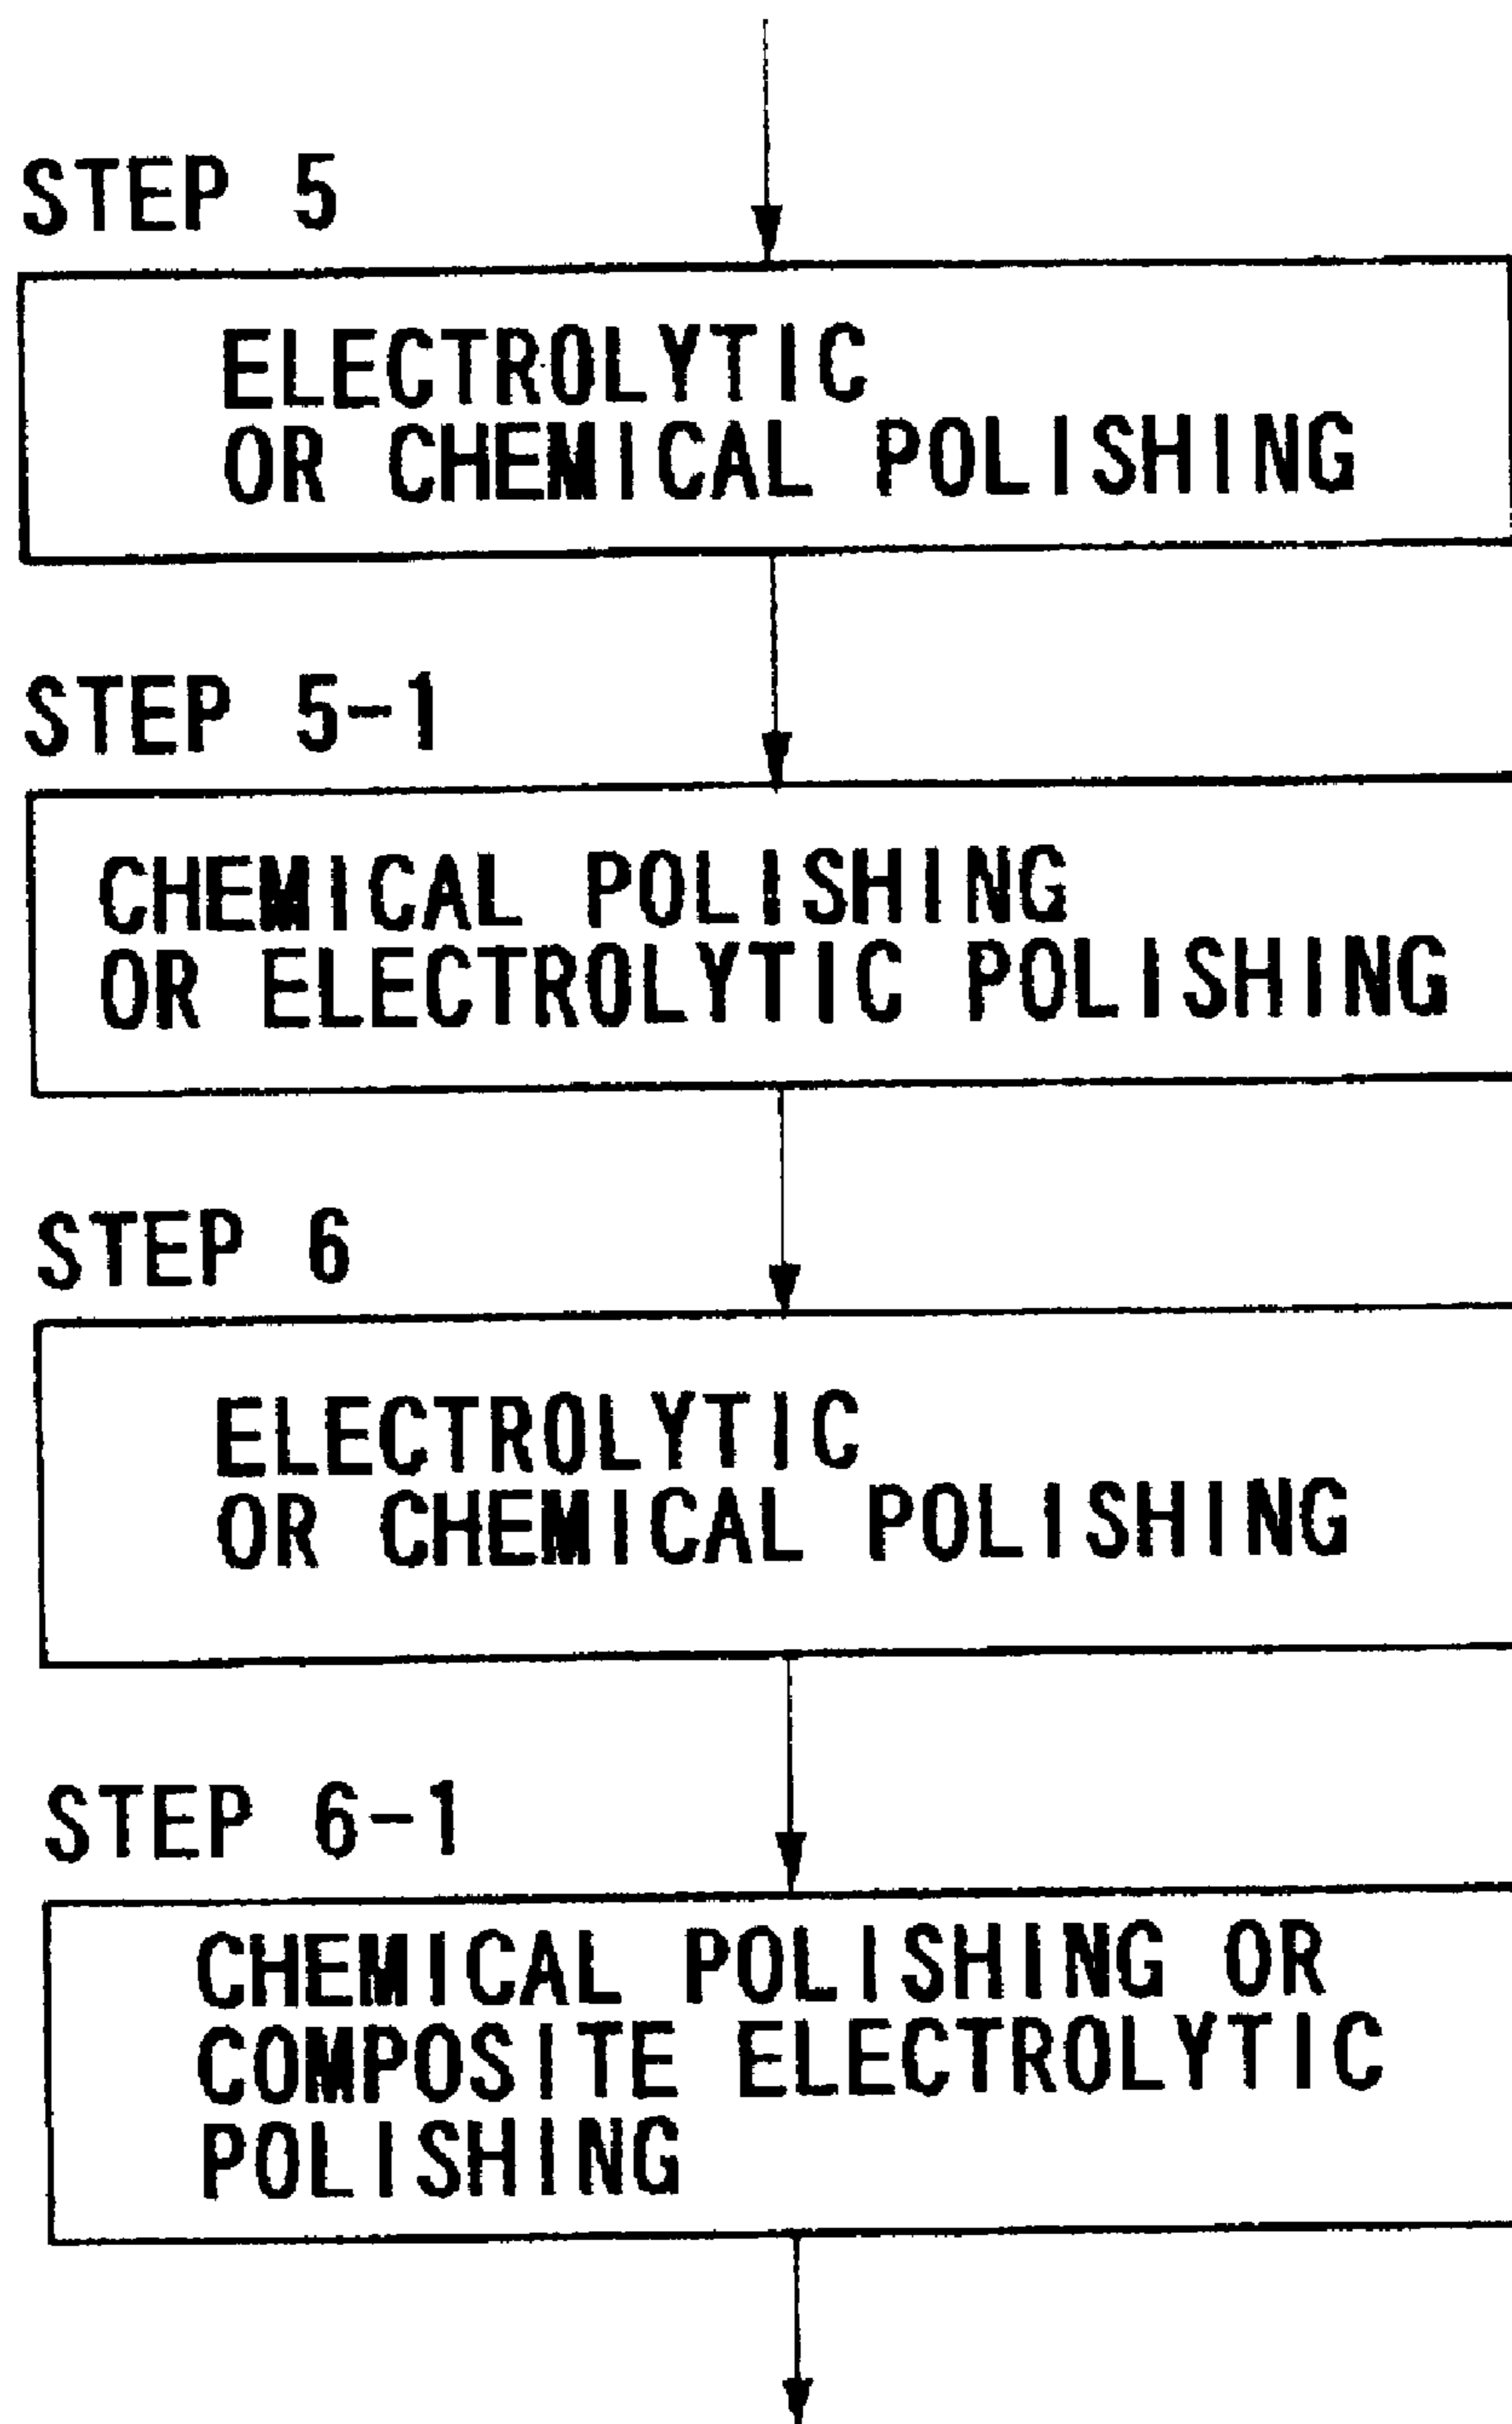 STEP 5
ELECTROLYTIC
OR CHEMICAL POLISHING
STEP 5-1
CHEMICAL POLISHING
OR ELECTROLYTIC POLISHING
STEP 6
ELECTROLYTIC
OR CHEMICAL POLISHING
STEP 6-1
CHEMICAL POLISHING OR
COMPOSITE ELECTROLYTIC
POLISHING